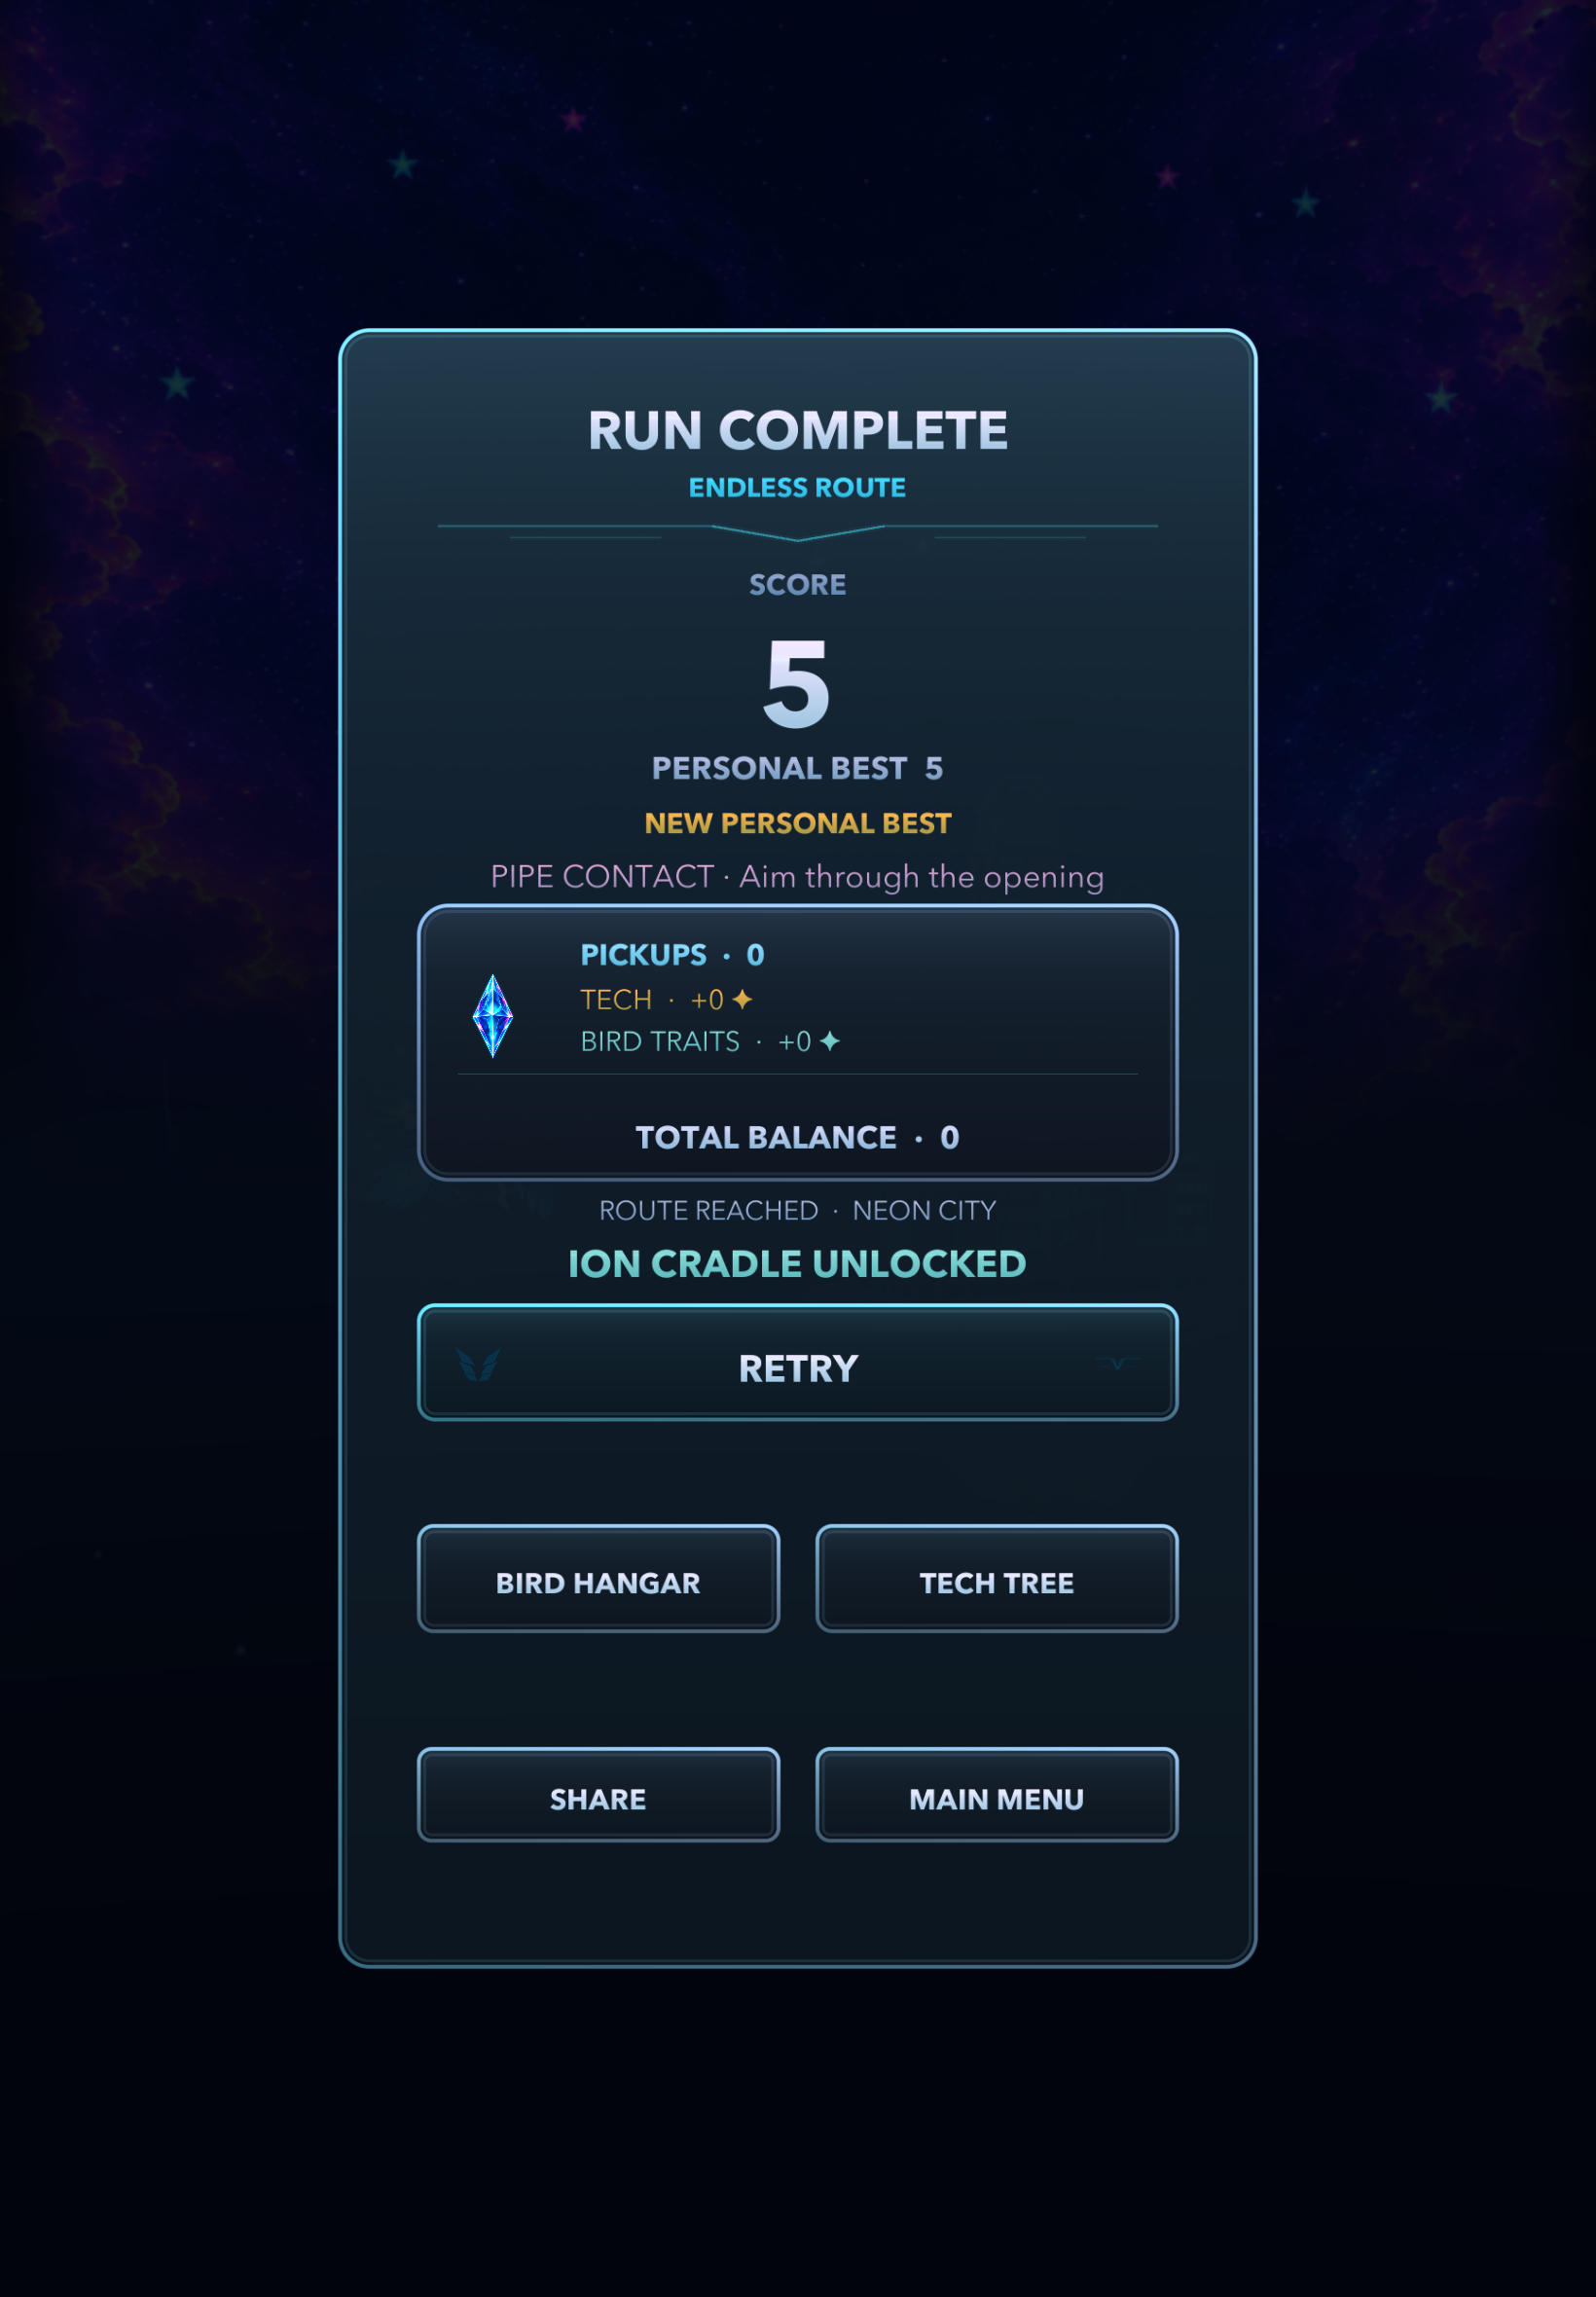 RUN COMPLETE
ENDLESS ROUTE
SCORE
5
PERSONAL BEST 5
NEW PERSONAL BEST
PIPE CONTACT · Aim through the opening
PICKUPS · 0
TECH · +0 ✦
BIRD TRAITS · +0 ✦
TOTAL BALANCE · 0
ROUTE REACHED · NEON CITY
ION CRADLE UNLOCKED
RETRY
BIRD HANGAR
TECH TREE
SHARE
MAIN MENU